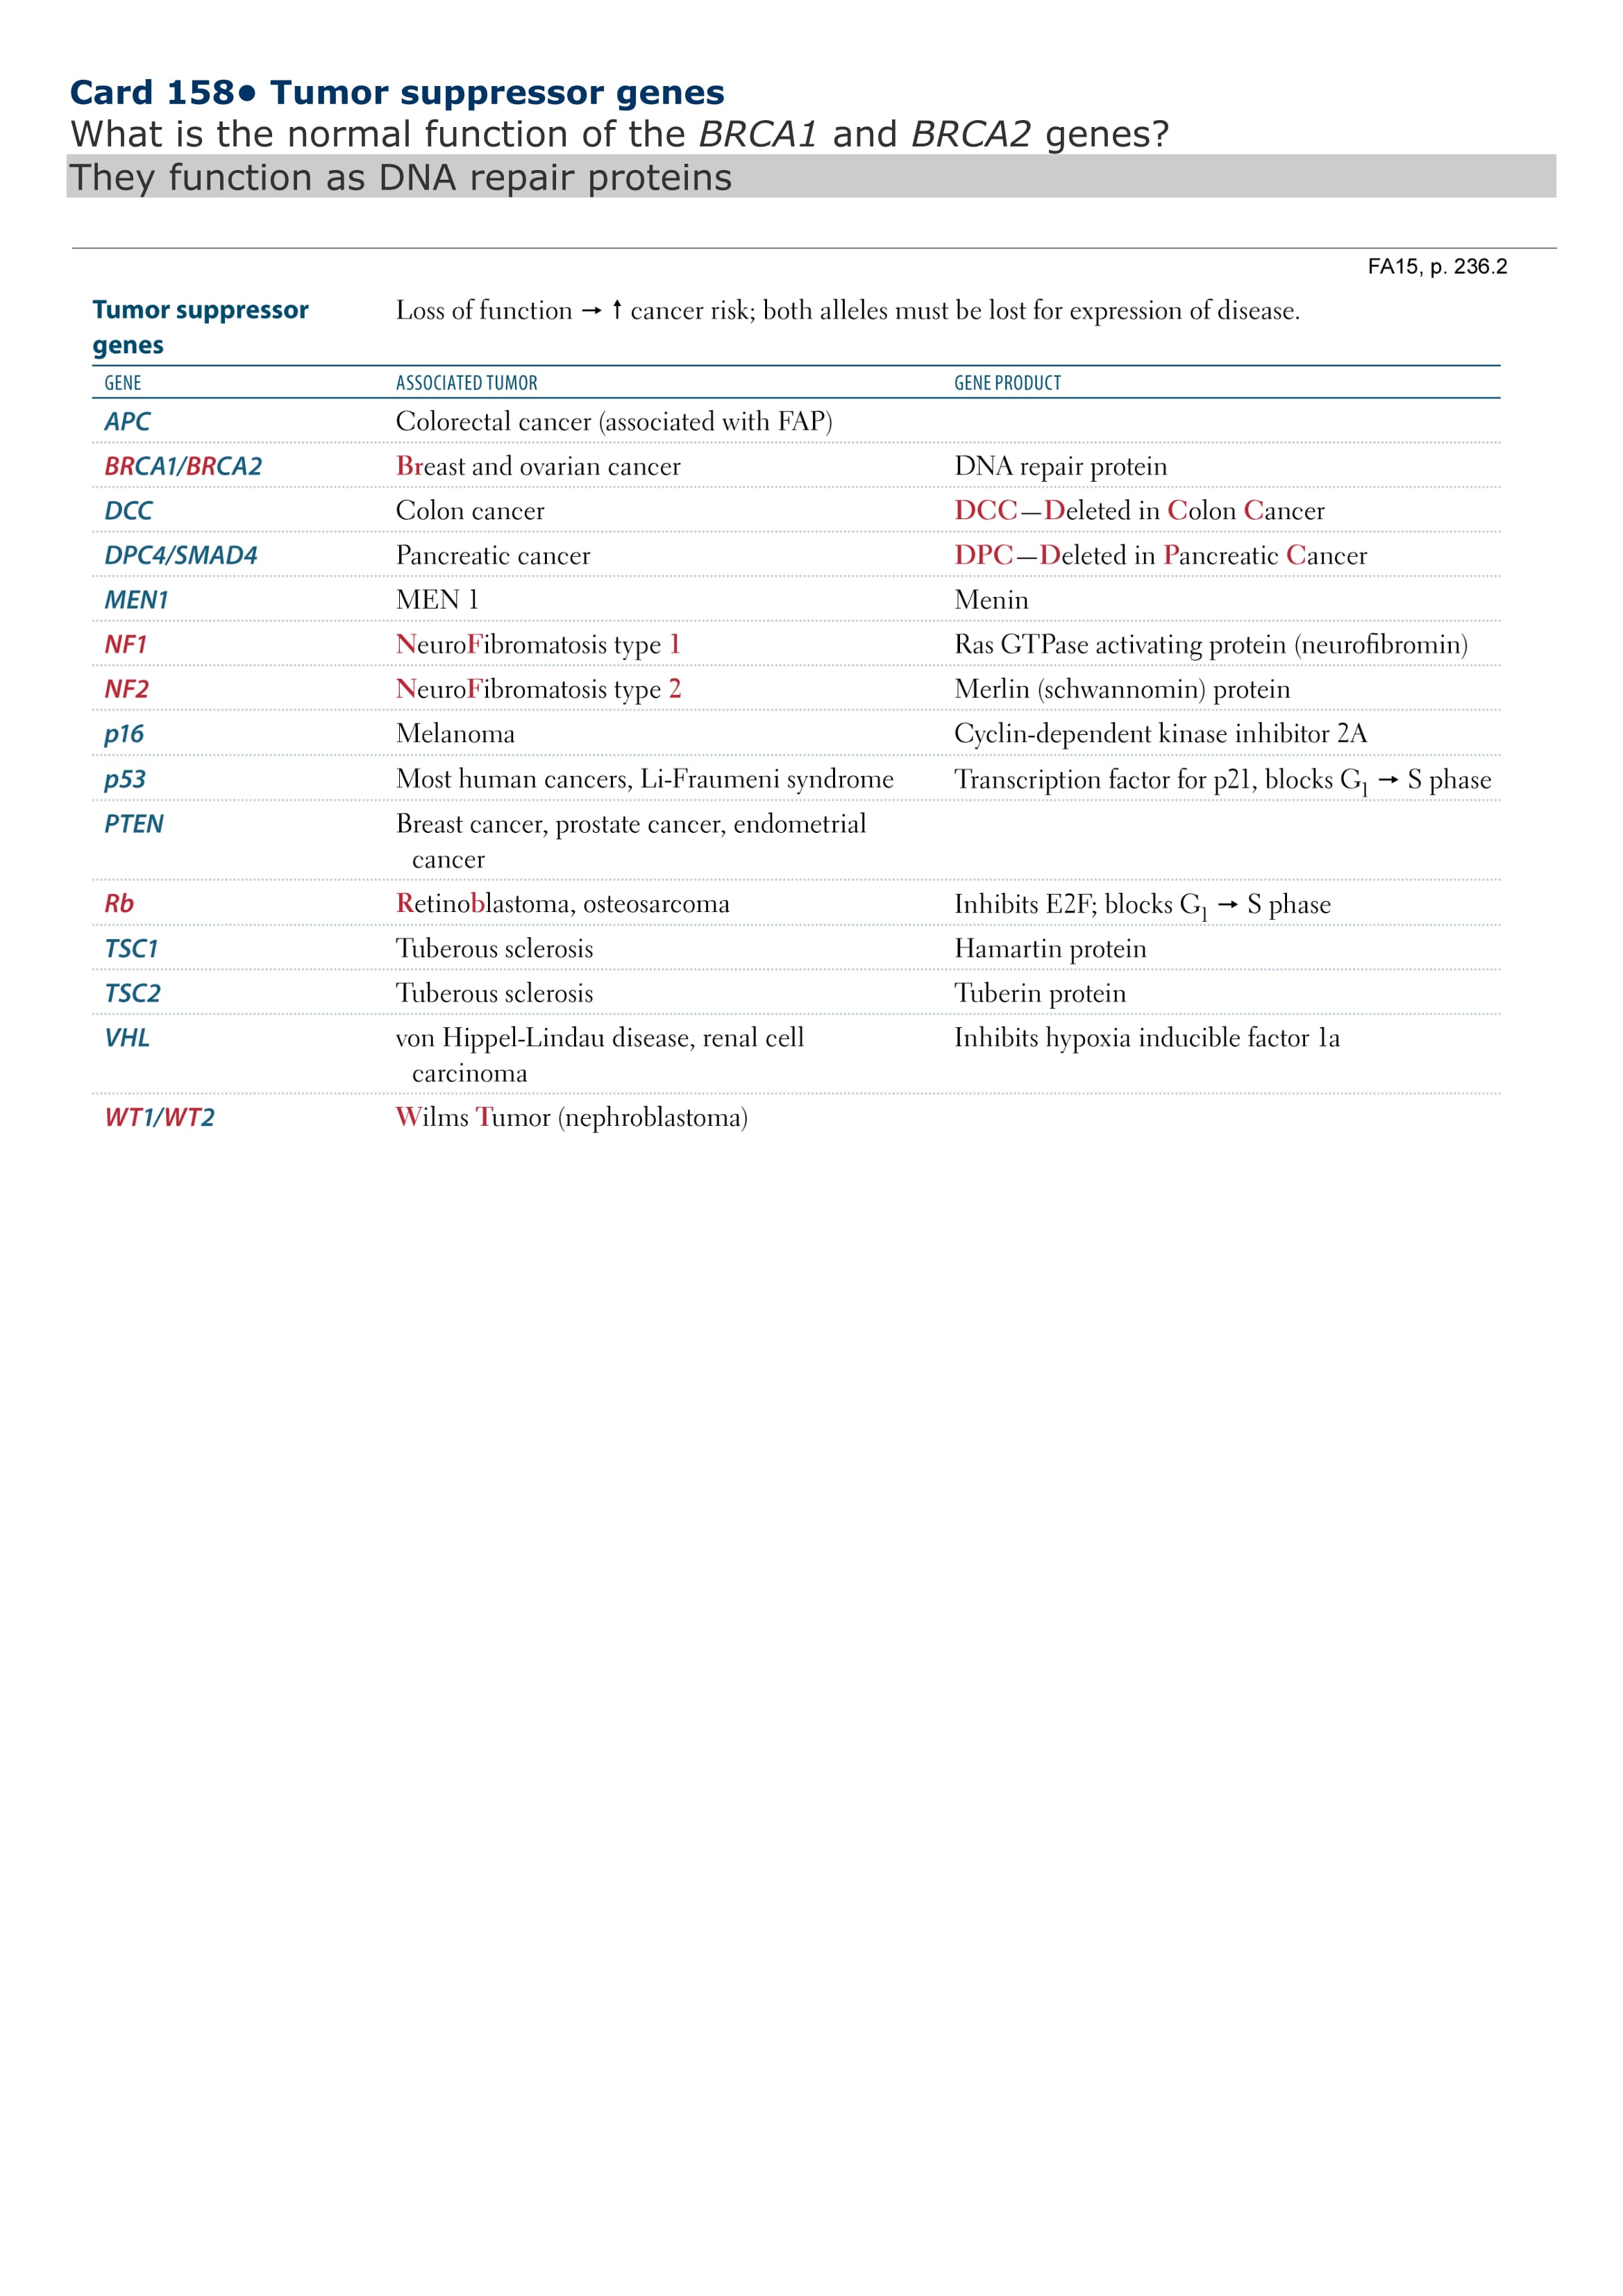 Card 158• Tumor suppressor genes
What is the normal function of the BRCA1 and BRCA2 genes?
They function as DNA repair proteins
FA15, p. 236.2
Tumor suppressor genes Loss of function → ↑ cancer risk; both alleles must be lost for expression of disease.
GENE ASSOCIATED TUMOR GENE PRODUCT
APC Colorectal cancer (associated with FAP)
BRCA1/BRCA2 Breast and ovarian cancer DNA repair protein
DCC Colon cancer DCC—Deleted in Colon Cancer
DPC4/SMAD4 Pancreatic cancer DPC—Deleted in Pancreatic Cancer
MEN1 MEN 1 Menin
NF1 NeuroFibromatosis type 1 Ras GTPase activating protein (neurofibromin)
NF2 NeuroFibromatosis type 2 Merlin (schwannomin) protein
p16 Melanoma Cyclin-dependent kinase inhibitor 2A
p53 Most human cancers, Li-Fraumeni syndrome Transcription factor for p21, blocks G1 → S phase
PTEN Breast cancer, prostate cancer, endometrial
cancer
Rb Retinoblastoma, osteosarcoma Inhibits E2F; blocks G1 → S phase
TSC1 Tuberous sclerosis Hamartin protein
TSC2 Tuberous sclerosis Tuberin protein
VHL von Hippel-Lindau disease, renal cell Inhibits hypoxia inducible factor 1a
carcinoma
WT1/WT2 Wilms Tumor (nephroblastoma)